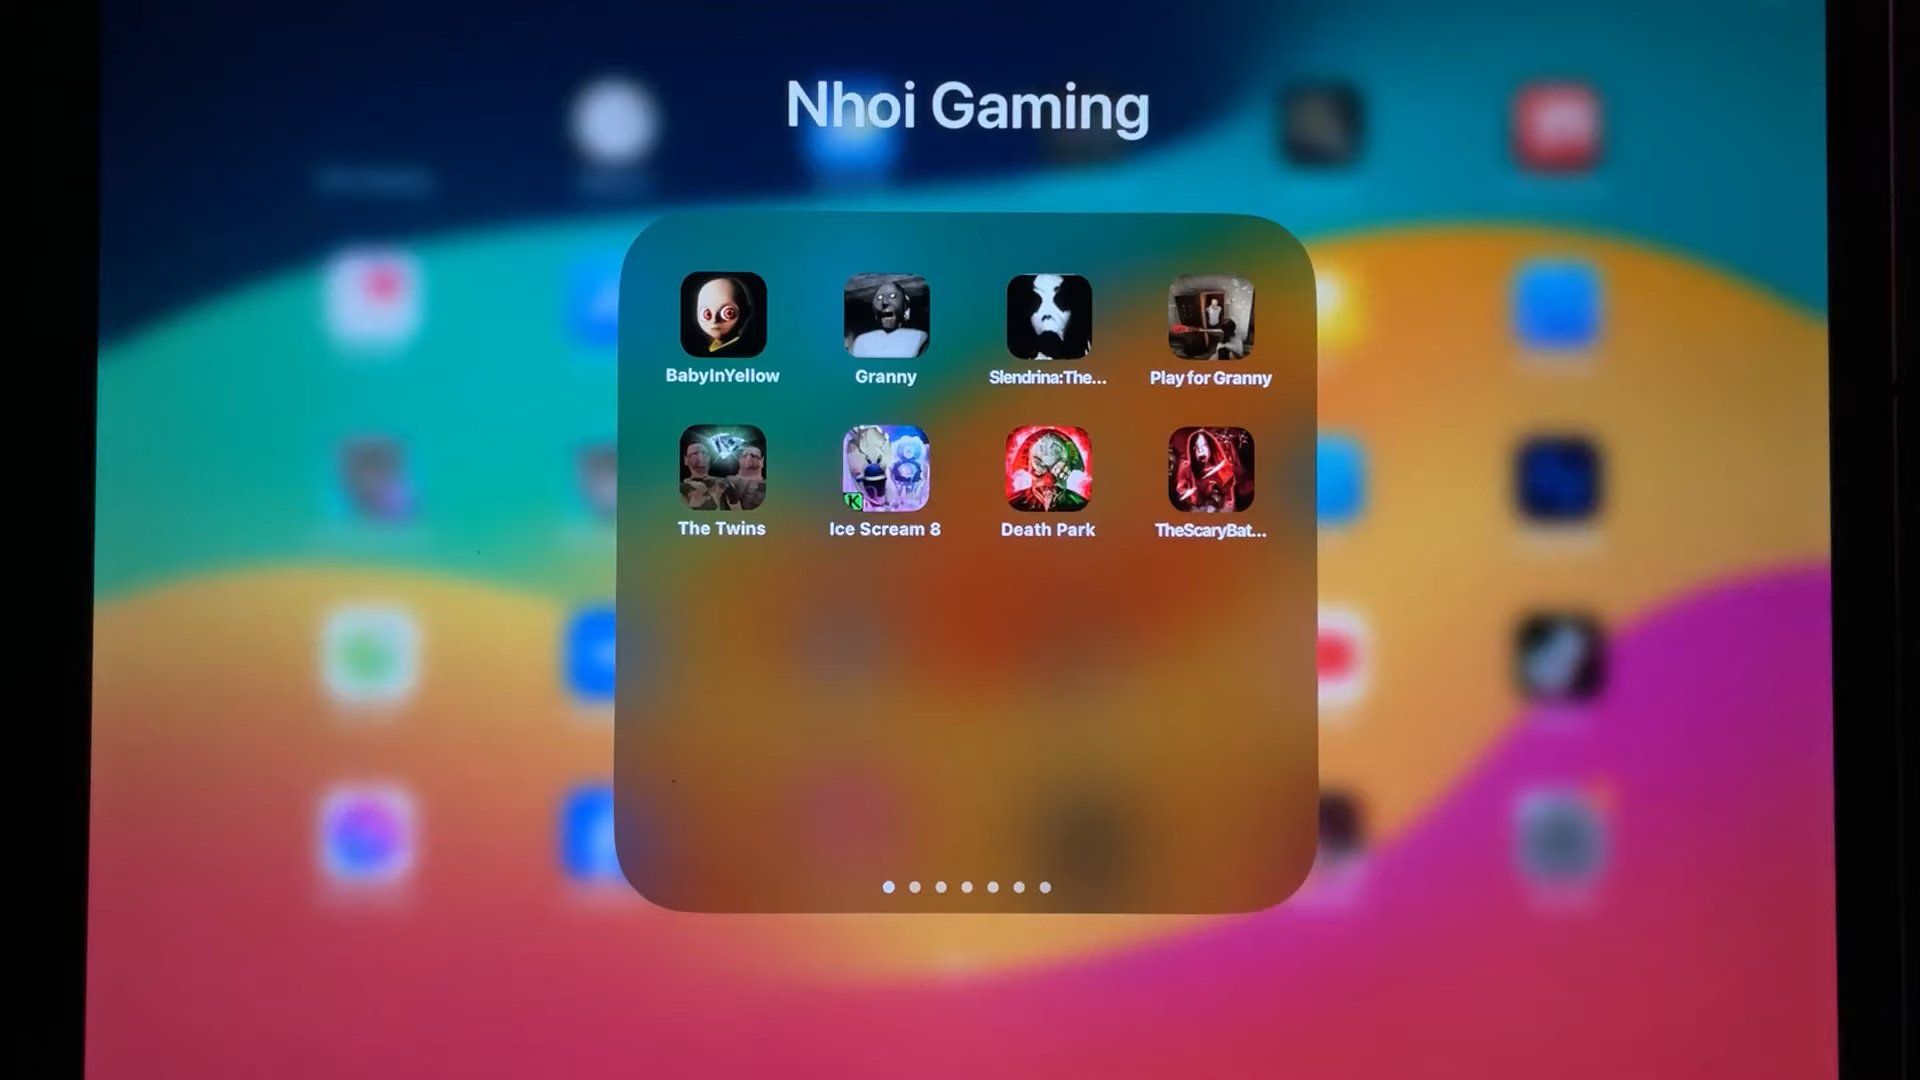 Nhoi Gaming
BabyInYellow
Granny
Slendrina:The...
Play for Granny
The Twins
Ice Scream 8
Death Park
TheScaryBat...
K